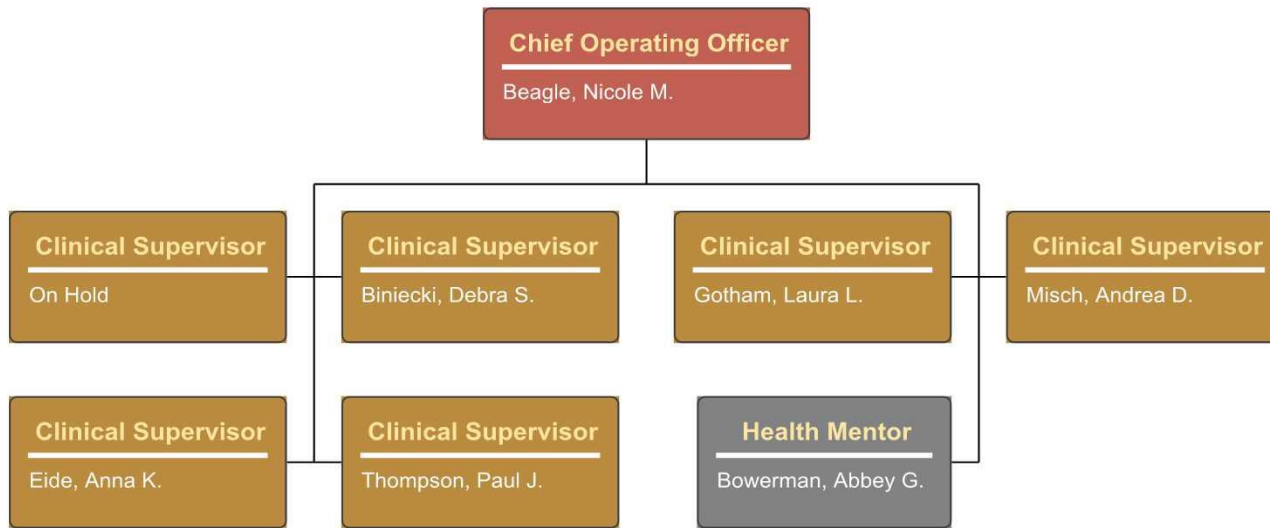 Chief Operating Officer
Beagle, Nicole M.
Clinical Supervisor
On Hold
Clinical Supervisor
Biniecki, Debra S.
Clinical Supervisor
Gotham, Laura L.
Clinical Supervisor
Misch, Andrea D.
Clinical Supervisor
Eide, Anna K.
Clinical Supervisor
Thompson, Paul J.
Health Mentor
Bowerman, Abbey G.